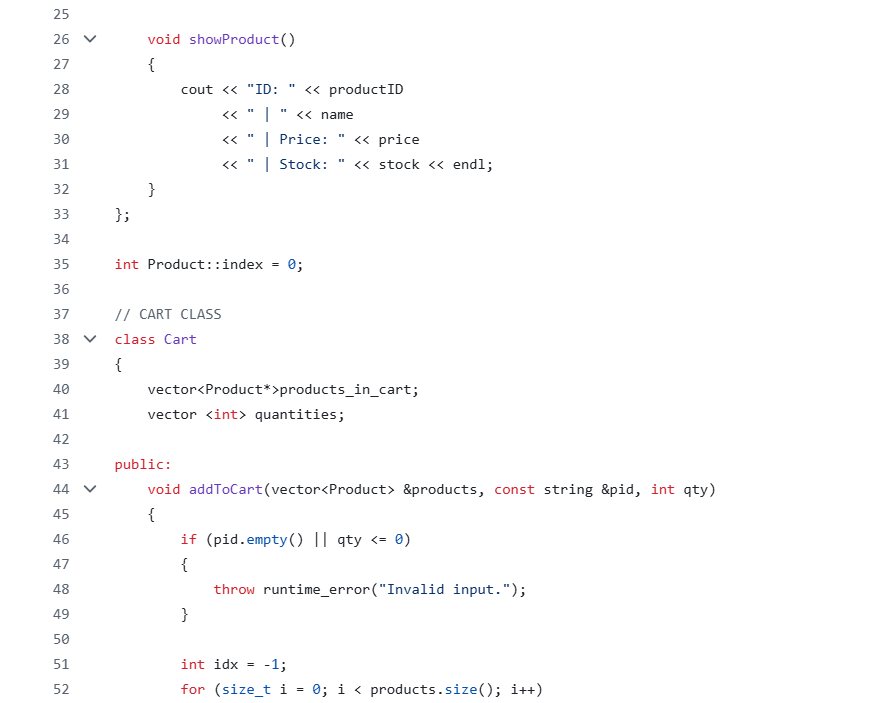 25
26 void showProduct()
27 {
28 cout << "ID: " << productID
29 << " | " << name
30 << " | Price: " << price
31 << " | Stock: " << stock << endl;
32 }
33 };
34
35 int Product::index = 0;
36
37 // CART CLASS
38 class Cart
39 {
40 vector<Product*>products_in_cart;
41 vector <int> quantities;
42
43 public:
44 void addToCart(vector<Product> &products, const string &pid, int qty)
45 {
46 if (pid.empty() || qty <= 0)
47 {
48 throw runtime_error("Invalid input.");
49 }
50
51 int idx = -1;
52 for (size_t i = 0; i < products.size(); i++)